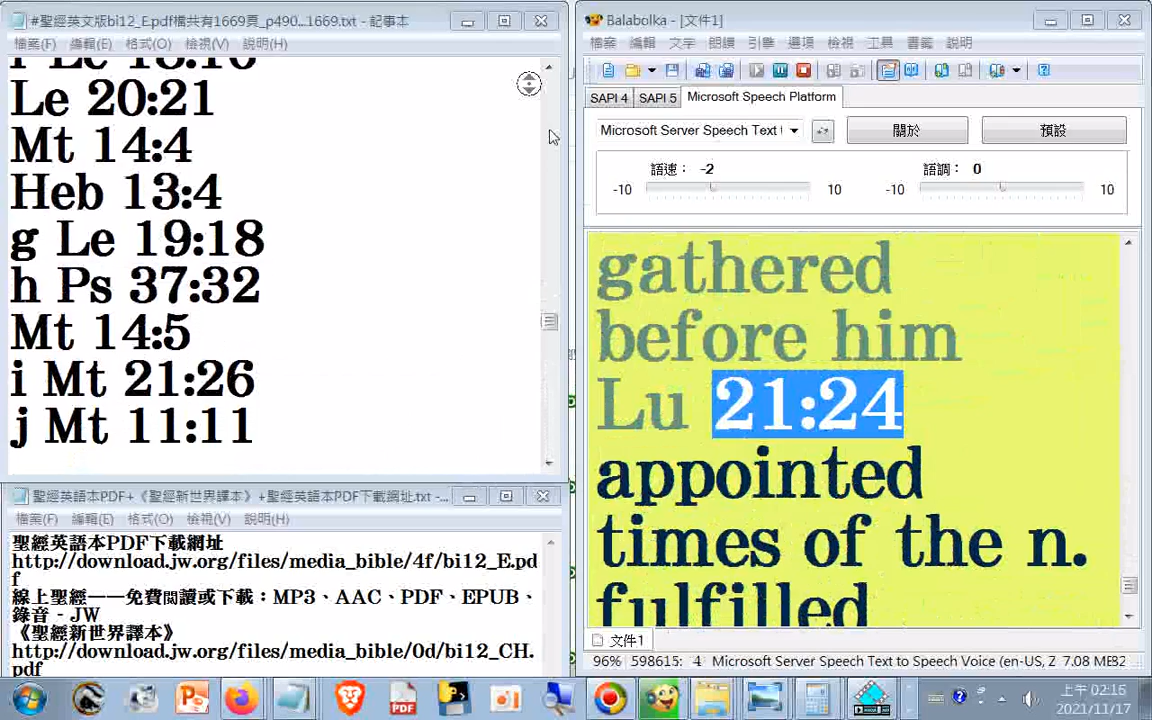 #聖經英文版bi12_E.pdf檔共有1669頁_p490...1669.txt - 記事本
檔案(F) 編輯(E) 格式(O) 檢視(V) 說明(H)
Le 20:21
Mt 14:4
Heb 13:4
g Le 19:18
h Ps 37:32
Mt 14:5
i Mt 21:26
j Mt 11:11
聖經英語本PDF+《聖經新世界譯本》+聖經英語本PDF下載網址.txt - ...
檔案(F) 編輯(E) 格式(O) 檢視(V) 說明(H)
聖經英語本PDF下載網址
http://download.jw.org/files/media_bible/4f/bi12_E.pd
f
線上聖經——免費閱讀或下載：MP3、AAC、PDF、EPUB、
錄音 - JW
《聖經新世界譯本》
http://download.jw.org/files/media_bible/0d/bi12_CH.
pdf
Balabolka - [文件1]
檔案 編輯 文字 朗讀 引擎 選項 檢視 工具 書籤 說明
SAPI 4 SAPI 5 Microsoft Speech Platform
Microsoft Server Speech Text 關於 預設
語速： -2 語調： 0
-10 10 -10 10
gathered
before him
Lu 21:24
appointed
times of the n.
fulfilled
文件1
96% 598615: 4 Microsoft Server Speech Text to Speech Voice (en-US, Z 7.08 MB
上午 02:16
2021/11/17